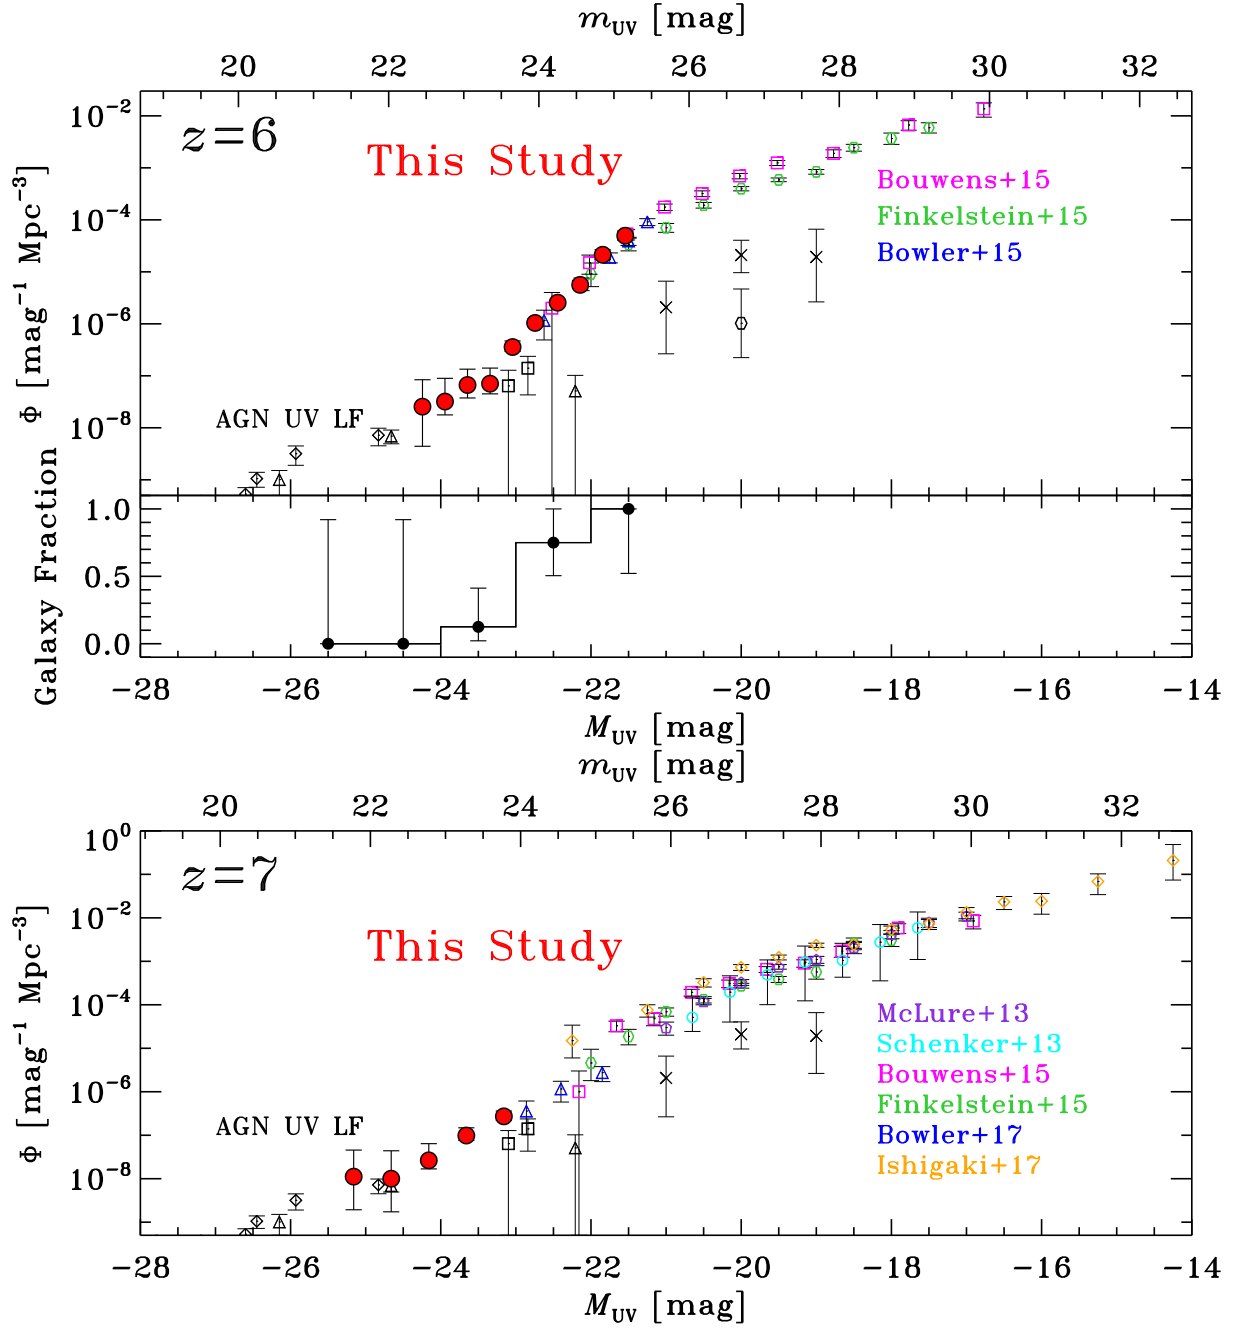 m_UV [mag]
20 22 24 26 28 30 32
z=6
This Study
Bouwens+15
Finkelstein+15
Bowler+15
AGN UV LF
10^−2
10^−4
10^−6
10^−8
Φ [mag^−1 Mpc^−3]
1.0
0.5
0.0
Galaxy Fraction
−28 −26 −24 −22 −20 −18 −16 −14
M_UV [mag]
m_UV [mag]
20 22 24 26 28 30 32
z=7
This Study
McLure+13
Schenker+13
Bouwens+15
Finkelstein+15
Bowler+17
Ishigaki+17
AGN UV LF
10^0
10^−2
10^−4
10^−6
10^−8
Φ [mag^−1 Mpc^−3]
−28 −26 −24 −22 −20 −18 −16 −14
M_UV [mag]